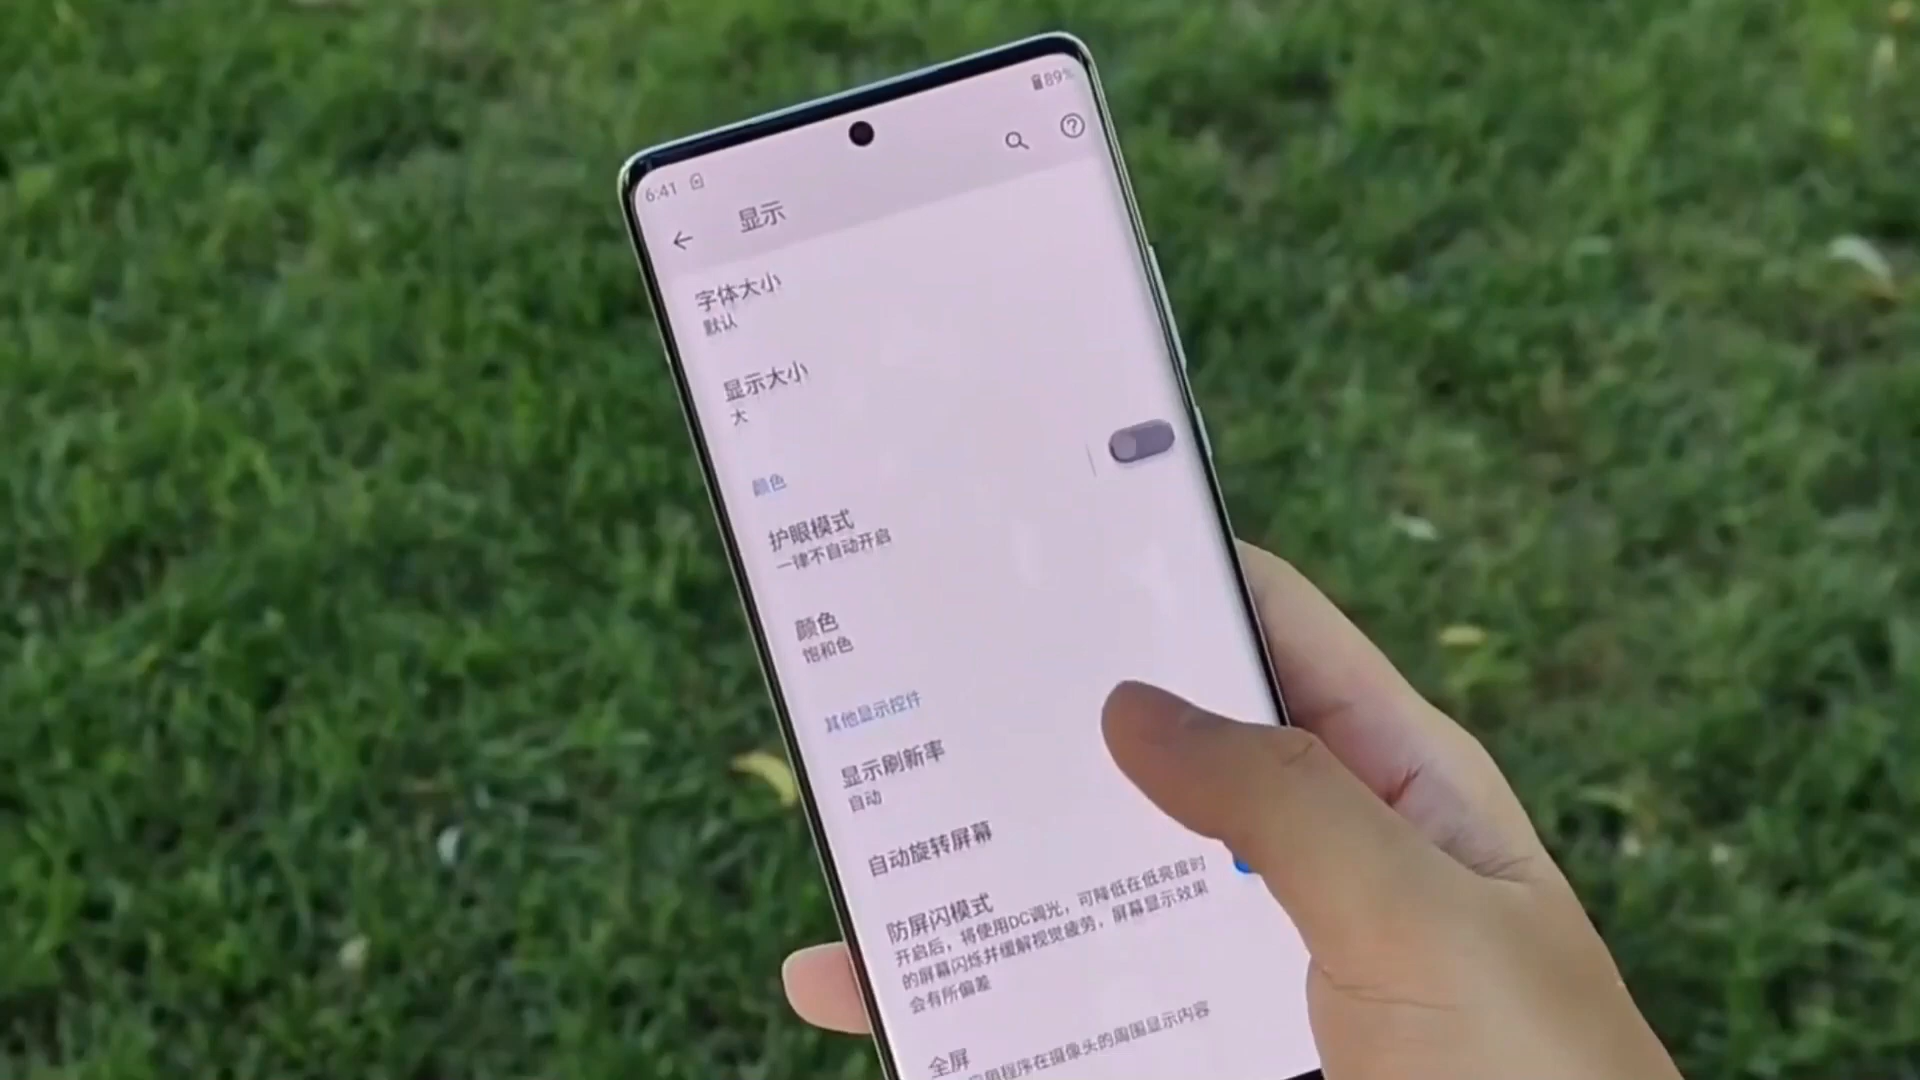 6:41
89%
显示
字体大小
默认
显示大小
大
颜色
护眼模式
一律不自动开启
颜色
饱和色
其他显示控件
显示刷新率
自动
自动旋转屏幕
防屏闪模式
开启后，将使用DC调光，可降低在低亮度时
的屏幕闪烁并缓解视觉疲劳，屏幕显示效果
会有所偏差
全屏
程序在摄像头的周围显示内容